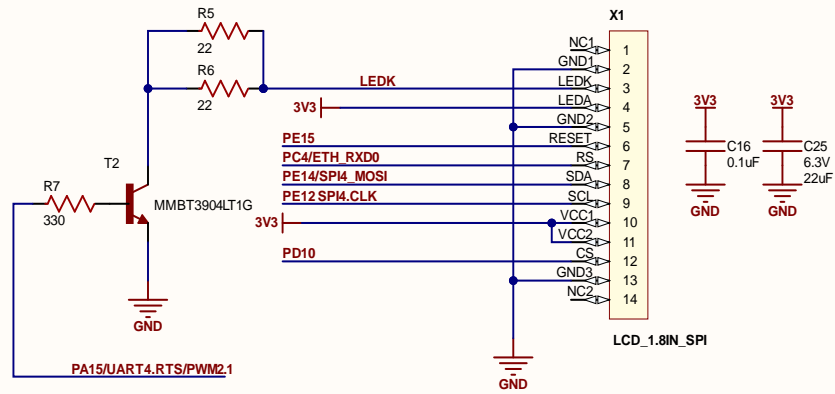 X1
R5
22
R6
22
LEDK
3V3
NC1
1
GND1
2
LEDK
3
LEDA
4
GND2
5
PE15
RESET
6
PC4/ETH_RXD0
RS
7
PE14/SPI4_MOSI
SDA
8
PE12 SPI4.CLK
SCL
9
3V3
VCC1
10
VCC2
11
PD10
CS
12
GND3
13
NC2
14
LCD_1.8IN_SPI
GND
T2
MMBT3904LT1G
R7
330
GND
PA15/UART4.RTS/PWM2.1
3V3
C16
0.1uF
GND
3V3
C25
6.3V
22uF
GND